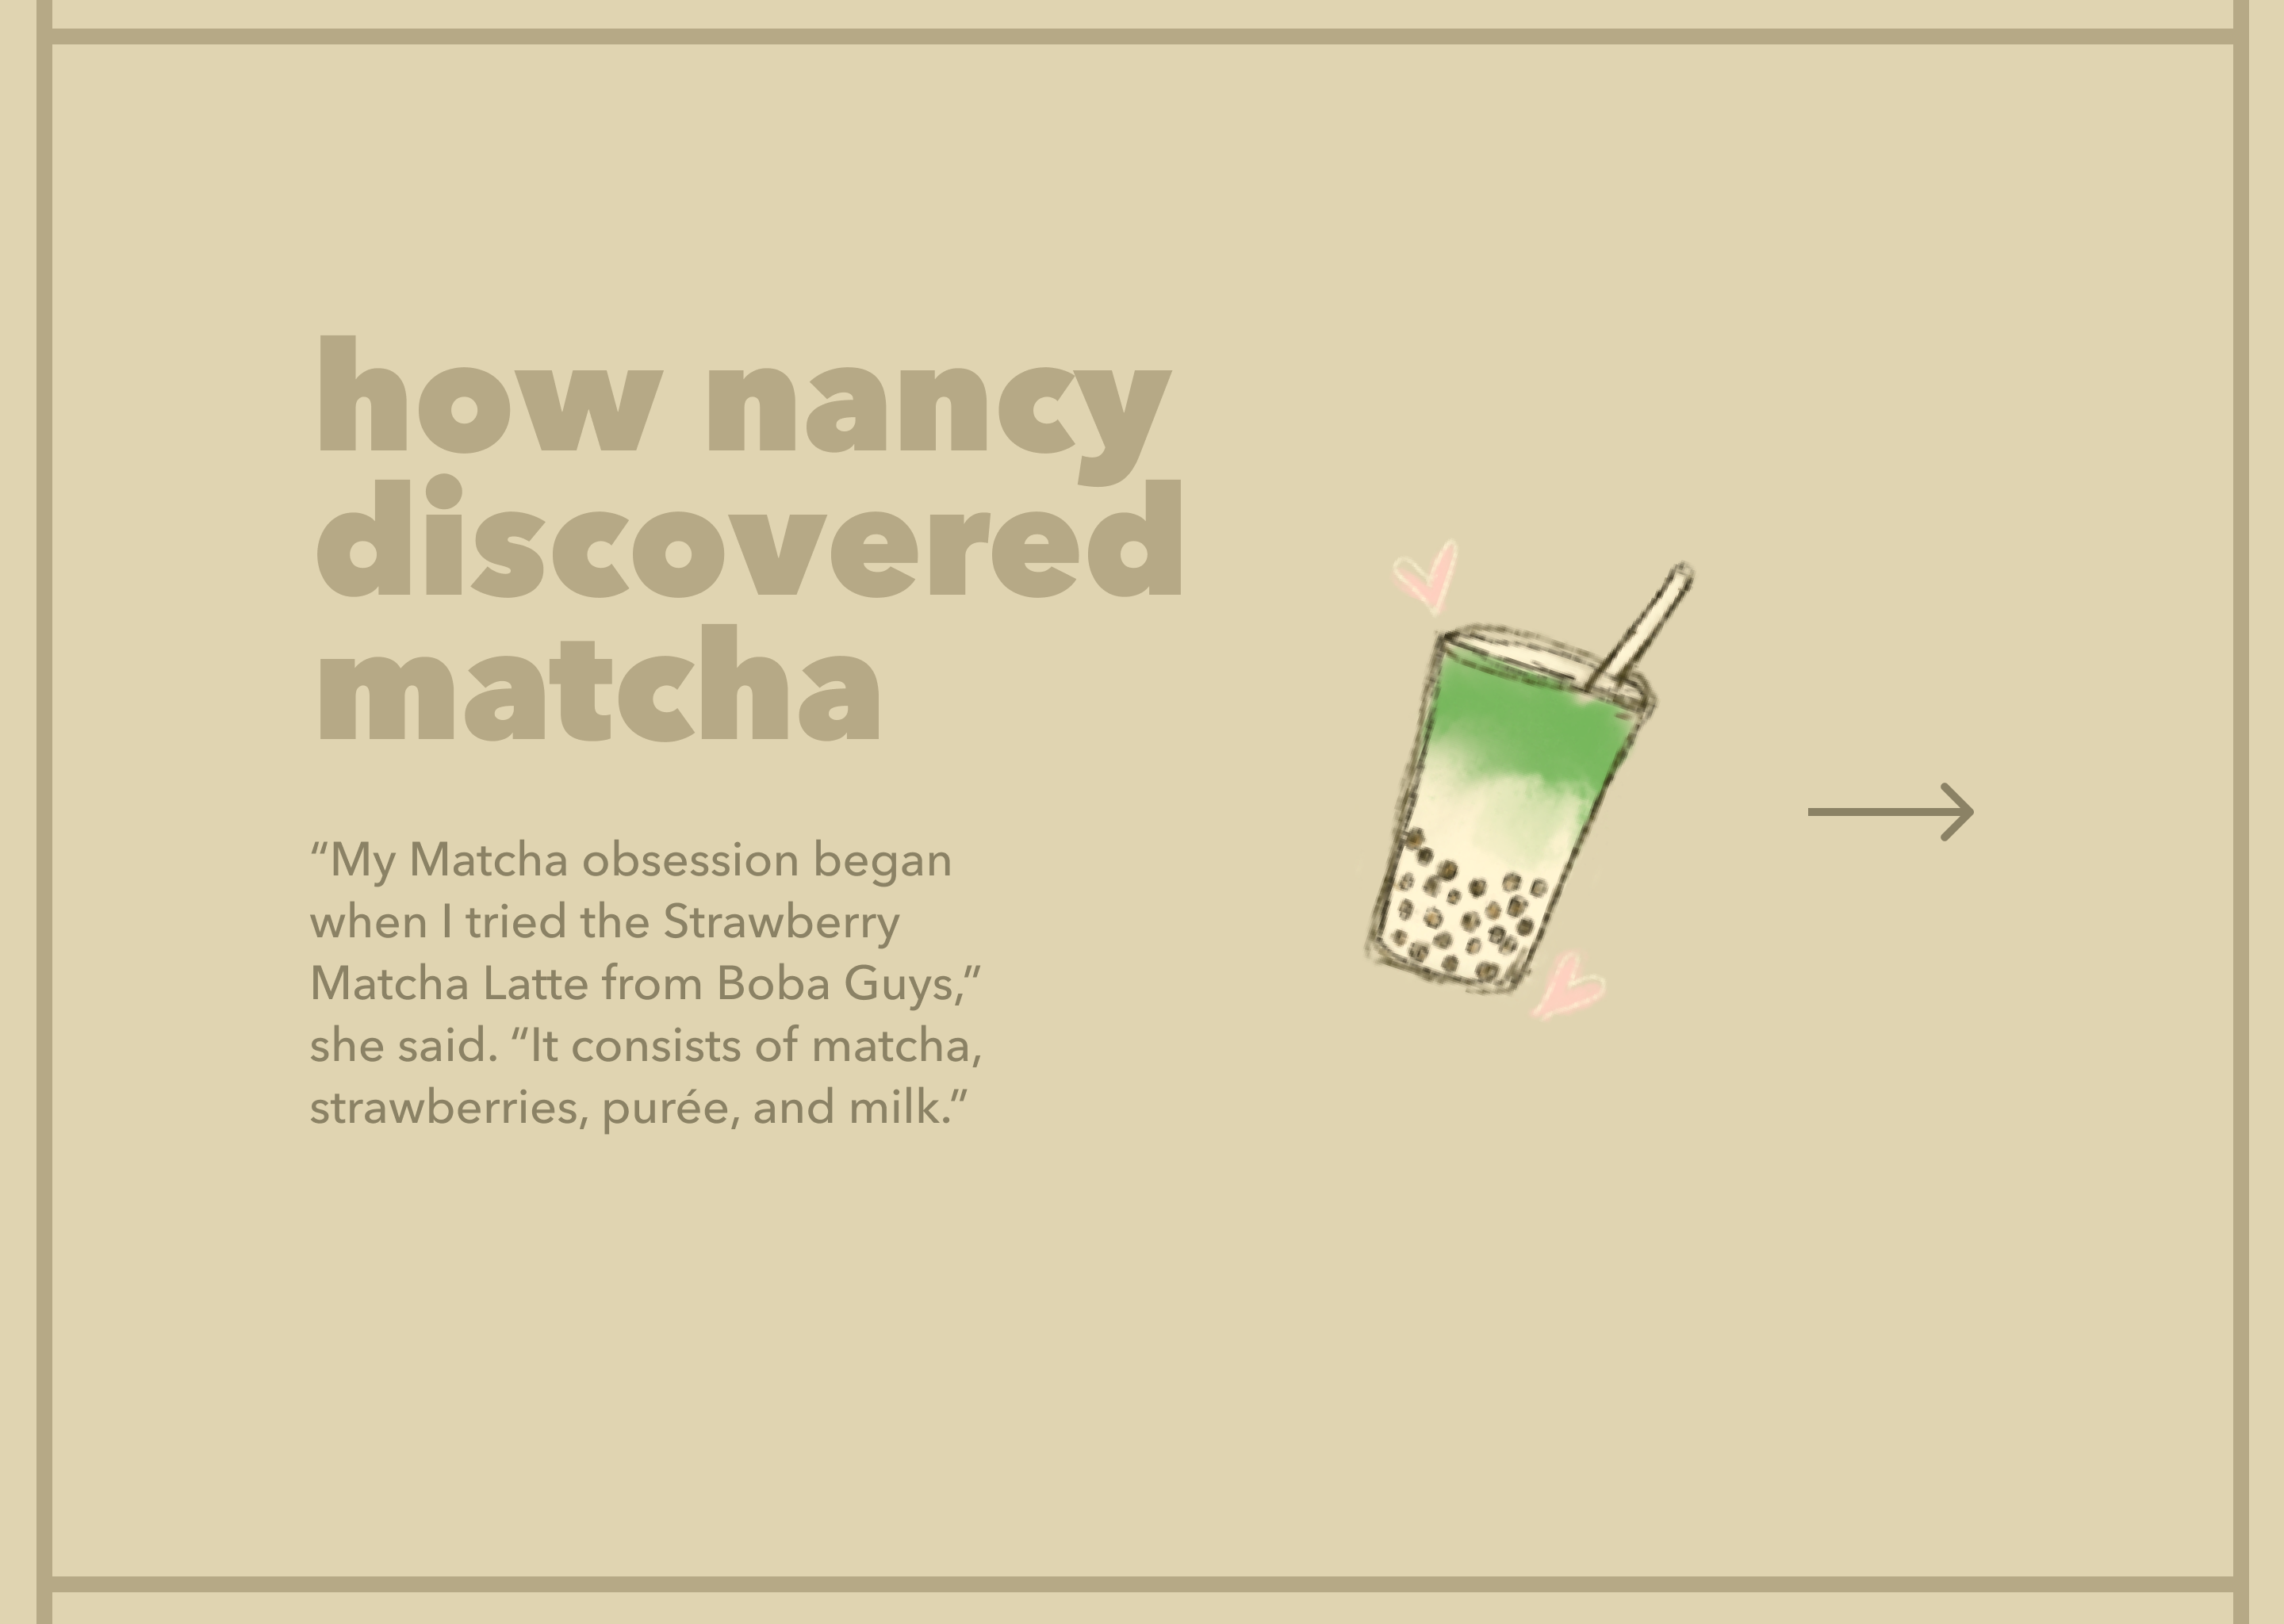 how nancy
discovered
matcha
“My Matcha obsession began
when I tried the Strawberry
Matcha Latte from Boba Guys,”
she said. “It consists of matcha,
strawberries, purée, and milk.”